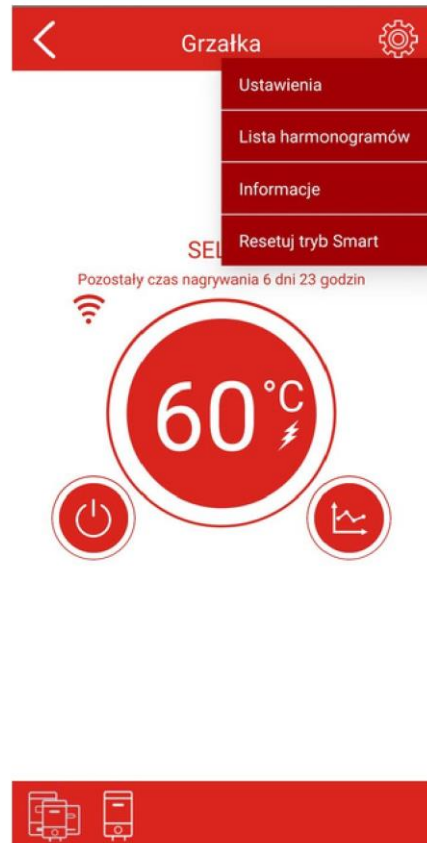 Grzałka
Ustawienia
Lista harmonogramów
Informacje
Resetuj tryb Smart
SEL
Pozostały czas nagrywania 6 dni 23 godzin
60 °C